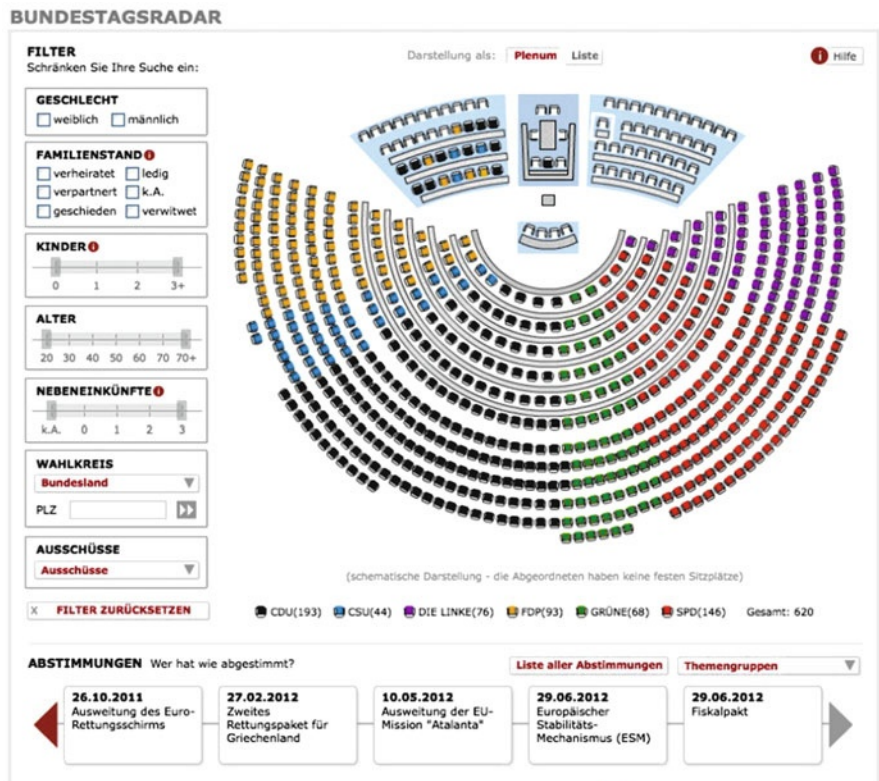 BUNDESTAGSRADAR
FILTER
Schränken Sie Ihre Suche ein:
Darstellung als: Plenum Liste
i Hilfe
GESCHLECHT
weiblich männlich
FAMILIENSTAND i
verheiratet ledig
verpartnert k.A.
geschieden verwitwet
KINDER i
0 1 2 3+
ALTER
20 30 40 50 60 70 70+
NEBENEINKÜNFTE i
k.A. 0 1 2 3
WAHLKREIS
Bundesland
PLZ
AUSSCHÜSSE
Ausschüsse
X FILTER ZURÜCKSETZEN
(schematische Darstellung - die Abgeordneten haben keine festen Sitzplätze)
CDU(193) CSU(44) DIE LINKE(76) FDP(93) GRÜNE(68) SPD(146) Gesamt: 620
ABSTIMMUNGEN Wer hat wie abgestimmt?
Liste aller Abstimmungen Themengruppen
26.10.2011
Ausweitung des Euro-
Rettungsschirms
27.02.2012
Zweites
Rettungspaket für
Griechenland
10.05.2012
Ausweitung der EU-
Mission "Atalanta"
29.06.2012
Europäischer
Stabilitäts-
Mechanismus (ESM)
29.06.2012
Fiskalpakt